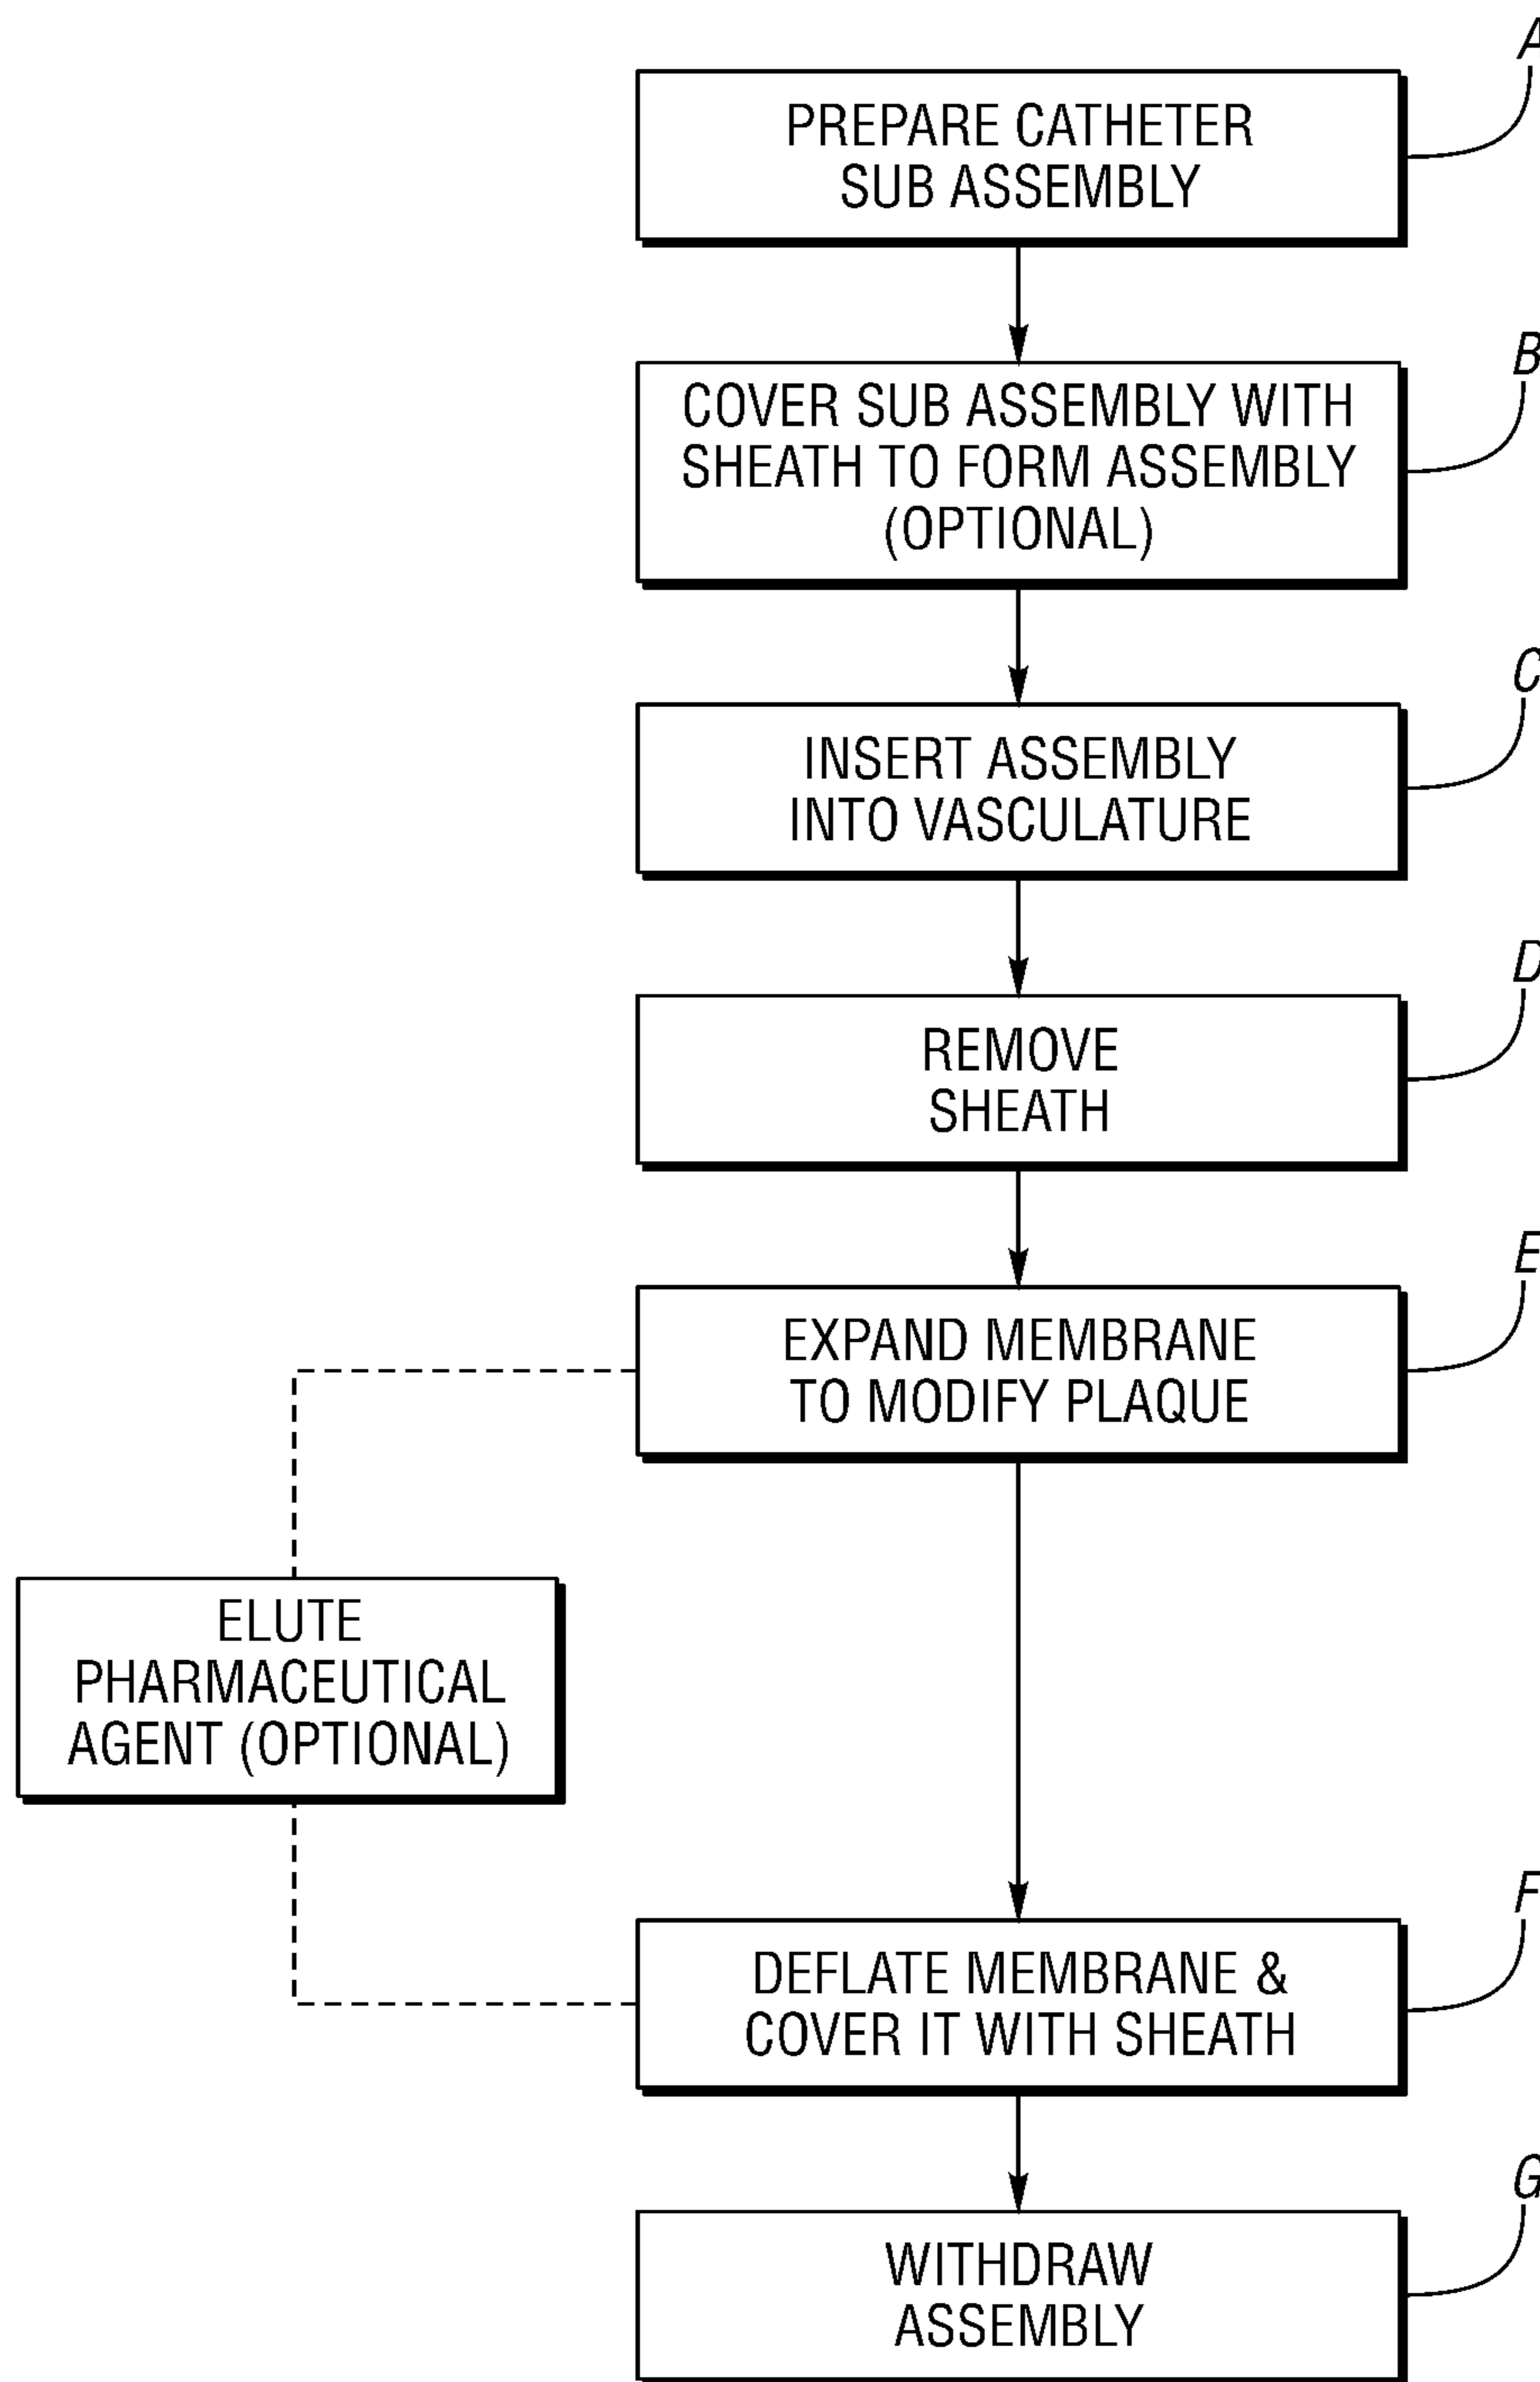 A
PREPARE CATHETER
SUB ASSEMBLY
B
COVER SUB ASSEMBLY WITH
SHEATH TO FORM ASSEMBLY
(OPTIONAL)
C
INSERT ASSEMBLY
INTO VASCULATURE
D
REMOVE
SHEATH
E
EXPAND MEMBRANE
TO MODIFY PLAQUE
ELUTE
PHARMACEUTICAL
AGENT (OPTIONAL)
F
DEFLATE MEMBRANE &
COVER IT WITH SHEATH
G
WITHDRAW
ASSEMBLY